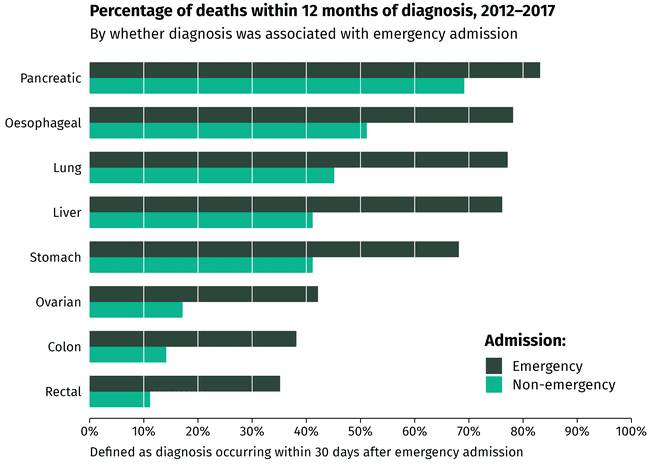 Percentage of deaths within 12 months of diagnosis, 2012–2017
By whether diagnosis was associated with emergency admission
Pancreatic
Oesophageal
Lung
Liver
Stomach
Ovarian
Colon
Rectal
Admission:
Emergency
Non-emergency
0% 10% 20% 30% 40% 50% 60% 70% 80% 90% 100%
Defined as diagnosis occurring within 30 days after emergency admission